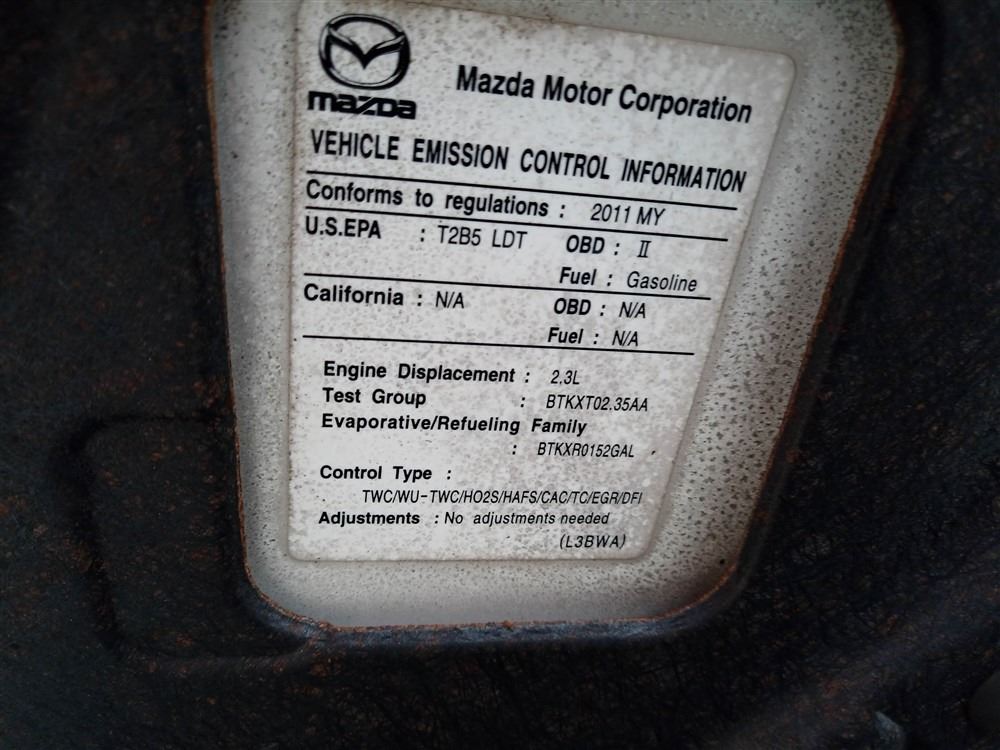 mazda
Mazda Motor Corporation
VEHICLE EMISSION CONTROL INFORMATION
Conforms to regulations : 2011 MY
U.S.EPA : T2B5 LDT OBD : II
Fuel : Gasoline
California : N/A OBD : N/A
Fuel : N/A
Engine Displacement : 2.3L
Test Group : BTKXT02.35AA
Evaporative/Refueling Family
: BTKXR0152GAL
Control Type :
TWC/WU-TWC/HO2S/HAFS/CAC/TC/EGR/DFI
Adjustments : No adjustments needed
(L3BWA)